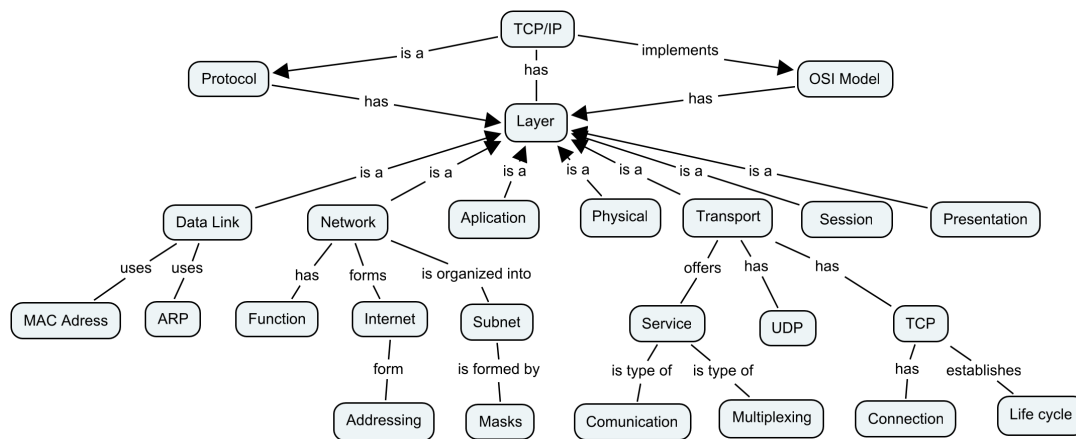 TCP/IP
is a
implements
has
Protocol
OSI Model
has
has
Layer
is a
is a
is a
is a
is a
is a
is a
Data Link
Network
Aplication
Physical
Transport
Session
Presentation
uses
uses
has
forms
is organized into
offers
has
has
MAC Adress
ARP
Function
Internet
Subnet
Service
UDP
TCP
form
is formed by
is type of
is type of
has
establishes
Addressing
Masks
Comunication
Multiplexing
Connection
Life cycle